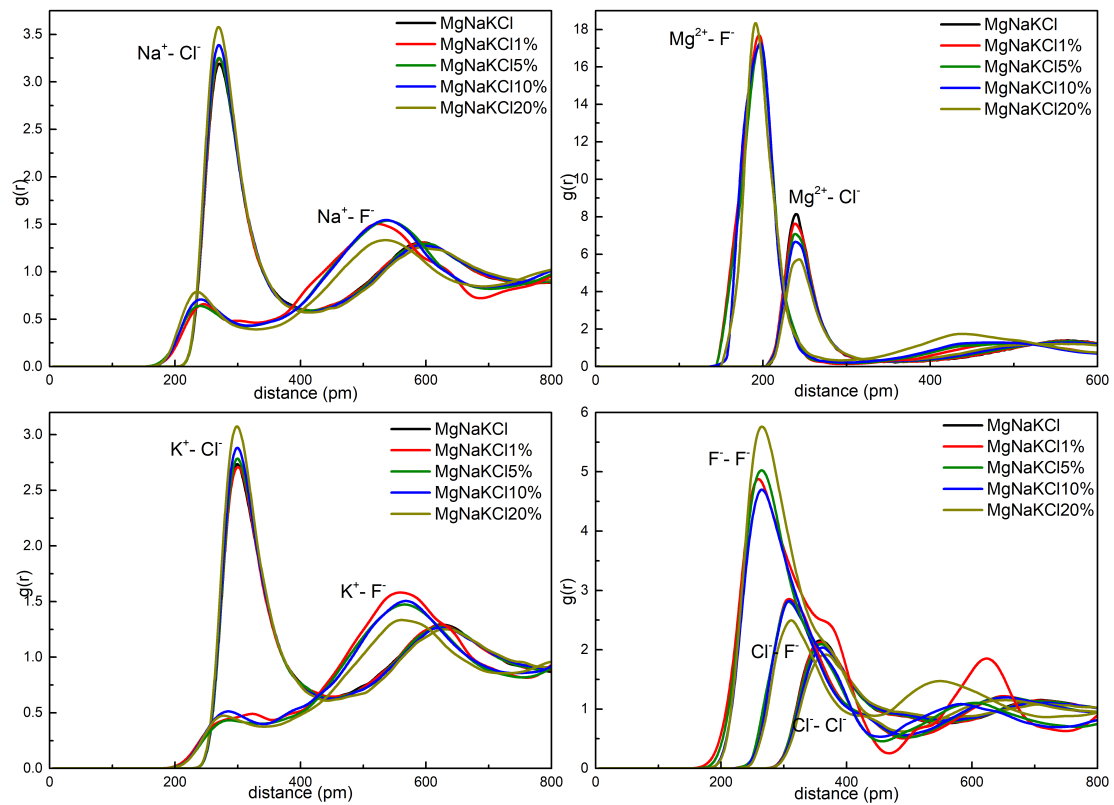 3.5
3.0
2.5
2.0
1.5
1.0
0.5
0.0
g(r)
Na⁺- Cl⁻
Na⁺- F⁻
MgNaKCl
MgNaKCl1%
MgNaKCl5%
MgNaKCl10%
MgNaKCl20%
0 200 400 600 800
distance (pm)
18
16
14
12
10
8
6
4
2
0
g(r)
Mg²⁺- F⁻
Mg²⁺- Cl⁻
MgNaKCl
MgNaKCl1%
MgNaKCl5%
MgNaKCl10%
MgNaKCl20%
0 200 400 600
distance (pm)
3.0
2.5
2.0
1.5
1.0
0.5
0.0
g(r)
K⁺- Cl⁻
K⁺- F⁻
MgNaKCl
MgNaKCl1%
MgNaKCl5%
MgNaKCl10%
MgNaKCl20%
0 200 400 600 800
distance (pm)
6
5
4
3
2
1
0
g(r)
F⁻- F⁻
Cl⁻- F⁻
Cl⁻- Cl⁻
MgNaKCl
MgNaKCl1%
MgNaKCl5%
MgNaKCl10%
MgNaKCl20%
0 200 400 600 800
distance (pm)